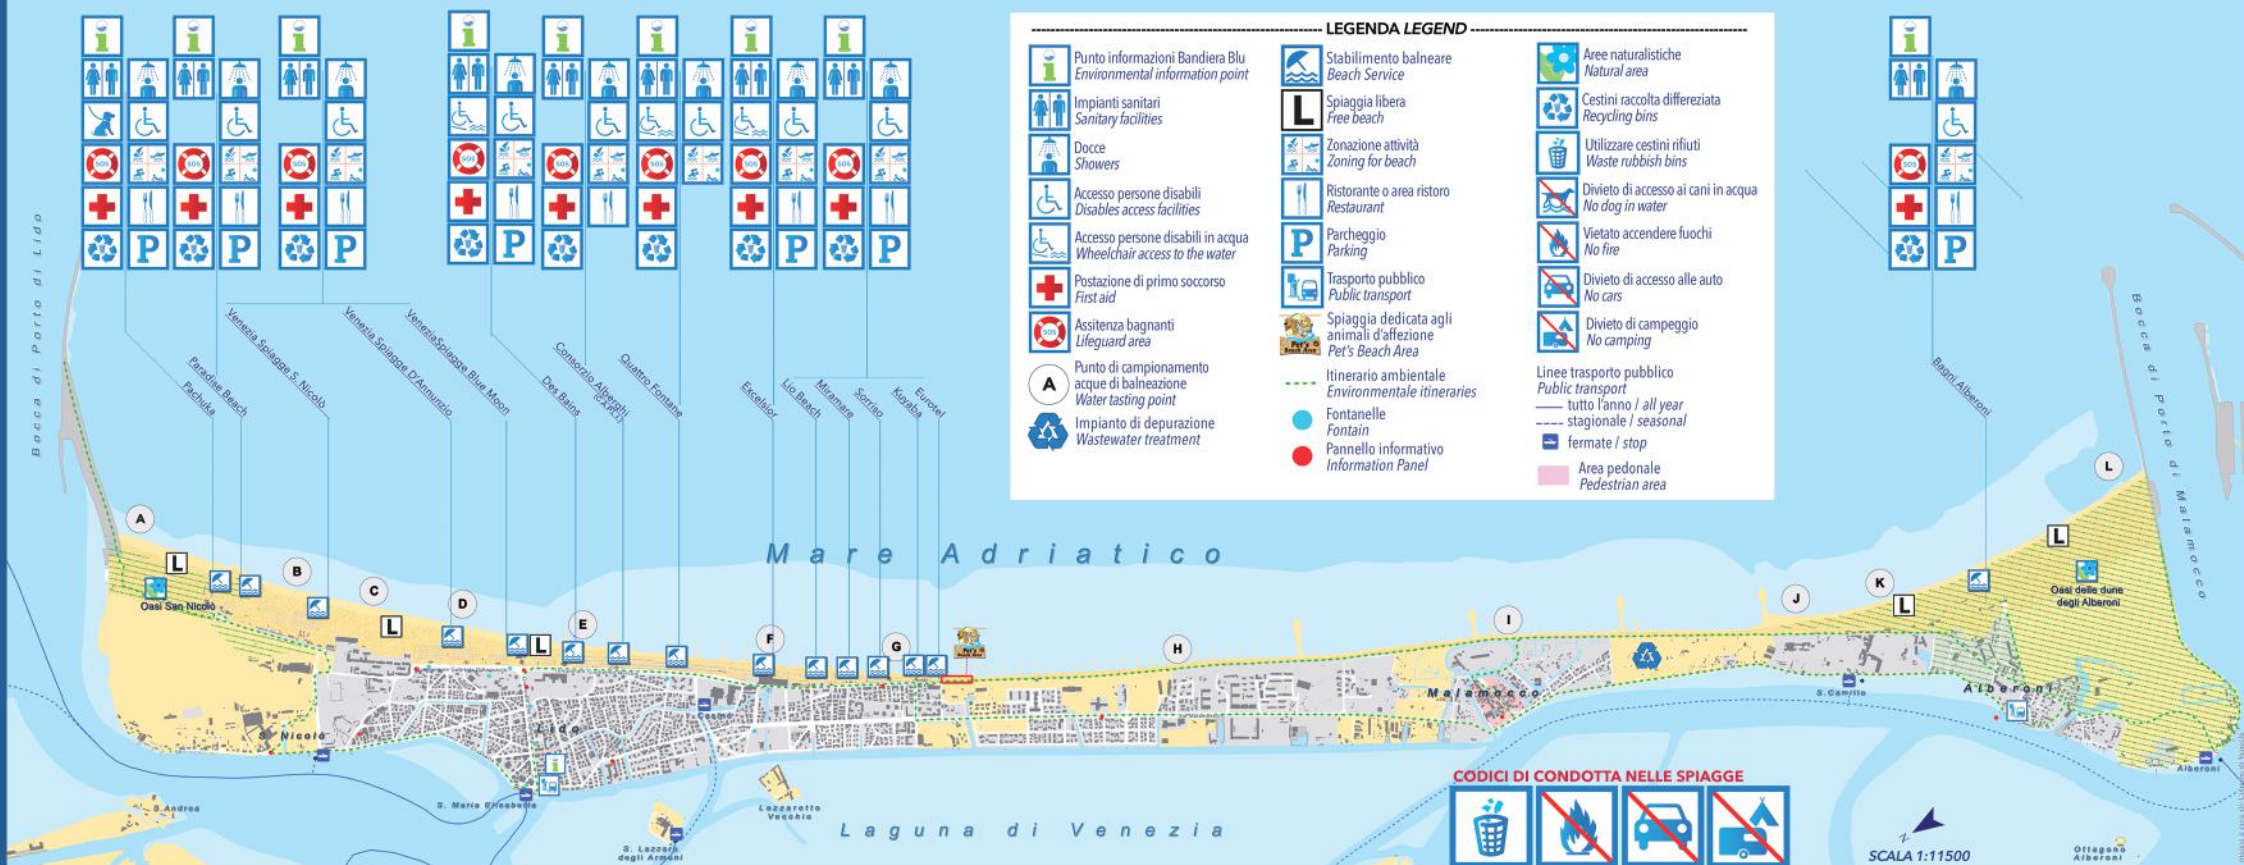 LEGENDA LEGEND
Punto informazioni Bandiera Blu
Environmental information point
Impianti sanitari
Sanitary facilities
Docce
Showers
Accesso persone disabili
Disables access facilities
Accesso persone disabili in acqua
Wheelchair access to the water
Postazione di primo soccorso
First aid
SOS
Assitenza bagnanti
Lifeguard area
A
Punto di campionamento
acque di balneazione
Water tasting point
Impianto di depurazione
Wastewater treatment
Stabilimento balneare
Beach Service
L
Spiaggia libera
Free beach
Zonazione attività
Zoning for beach
Ristorante o area ristoro
Restaurant
P
Parcheggio
Parking
Trasporto pubblico
Public transport
Pet's
Beach Area
Spiaggia dedicata agli
animali d'affezione
Pet's Beach Area
Itinerario ambientale
Environmentale itineraries
Fontanelle
Fontain
Pannello informativo
Information Panel
Aree naturalistiche
Natural area
Cestini raccolta differeziata
Recycling bins
Utilizzare cestini rifiuti
Waste rubbish bins
Divieto di accesso ai cani in acqua
No dog in water
Vietato accendere fuochi
No fire
Divieto di accesso alle auto
No cars
Divieto di campeggio
No camping
Linee trasporto pubblico
Public transport
tutto l'anno / all year
stagionale / seasonal
fermate / stop
Area pedonale
Pedestrian area
Bocca di Porto di Lido
Pachuka
Paradise Beach
Venezia Spiagge S. Nicolò
Venezia Spiagge D'Annunzio
VeneziaSpiagge Blue Moon
Des Bains
Consorzio Alberghi
Quattro Fontane
Excelsior
Lio Beach
Miramare
Sorriso
Kuyaba
Eurotel
Bagni Alberoni
Bocca di Porto di Malamocco
Mare Adriatico
A
L
B
C
L
D
L
E
F
G
H
I
J
K
L
L
L
Oasi San Nicolò
Oasi delle dune
degli Alberoni
S. Nicolò
Lido
Malamocco
S.Camillo
Alberoni
Alberoni
S. Maria Elisabetta
S.Andrea
Lazzaretto
Vecchio
S. Lazzaro
degli Armeni
Laguna di Venezia
CODICI DI CONDOTTA NELLE SPIAGGE
N
SCALA 1:11500
Ottagono
Alberoni